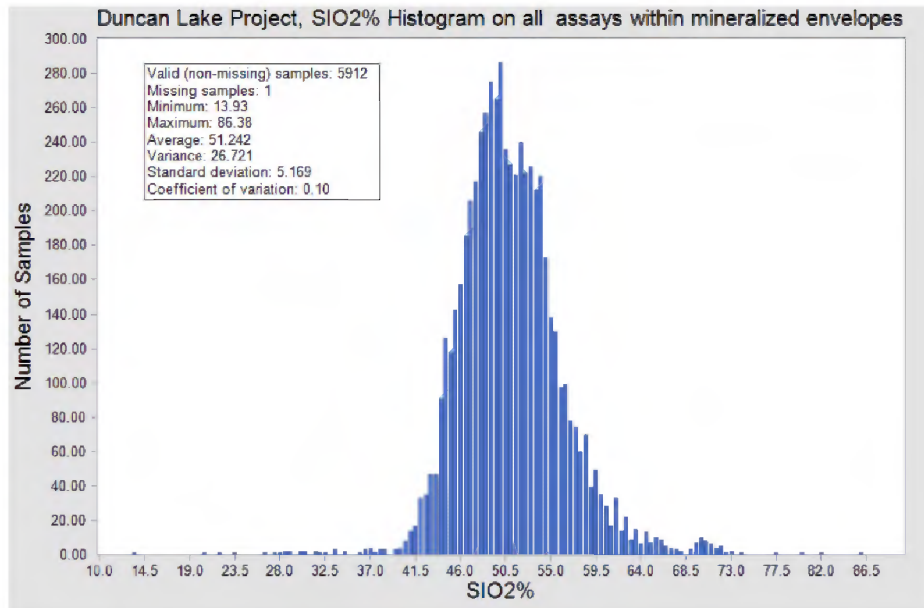 Duncan Lake Project, SIO2% Histogram on all assays within mineralized envelopes
Valid (non-missing) samples: 5912
Missing samples: 1
Minimum: 13.93
Maximum: 86.38
Average: 51.242
Variance: 26.721
Standard deviation: 5.169
Coefficient of variation: 0.10
Number of Samples
300.00
280.00
260.00
240.00
220.00
200.00
180.00
160.00
140.00
120.00
100.00
80.00
60.00
40.00
20.00
0.00
10.0 14.5 19.0 23.5 28.0 32.5 37.0 41.5 46.0 50.5 55.0 59.5 64.0 68.5 73.0 77.5 82.0 86.5
SIO2%